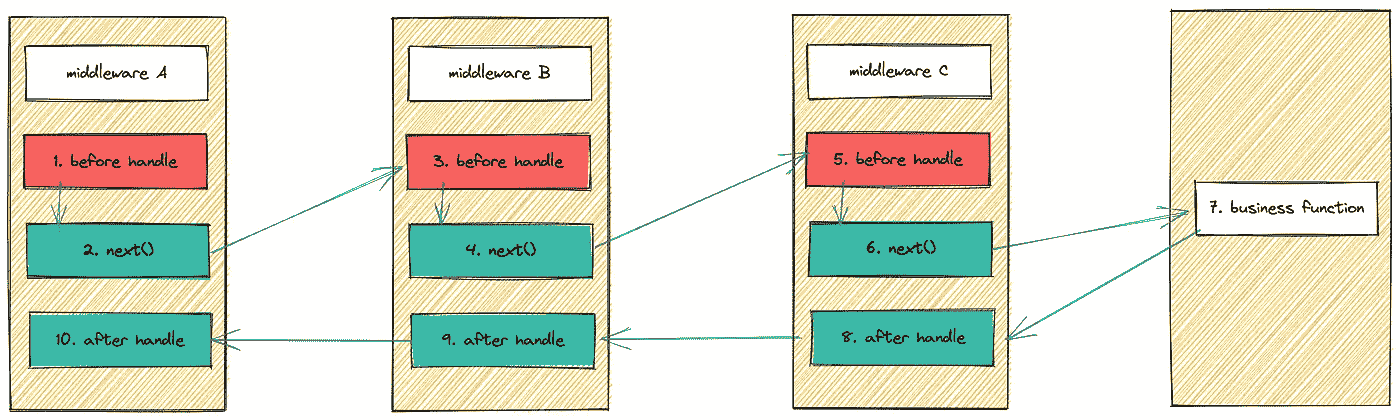 middleware A
1. before handle
2. next()
10. after handle
middleware B
3. before handle
4. next()
9. after handle
middleware C
5. before handle
6. next()
8. after handle
7. business function